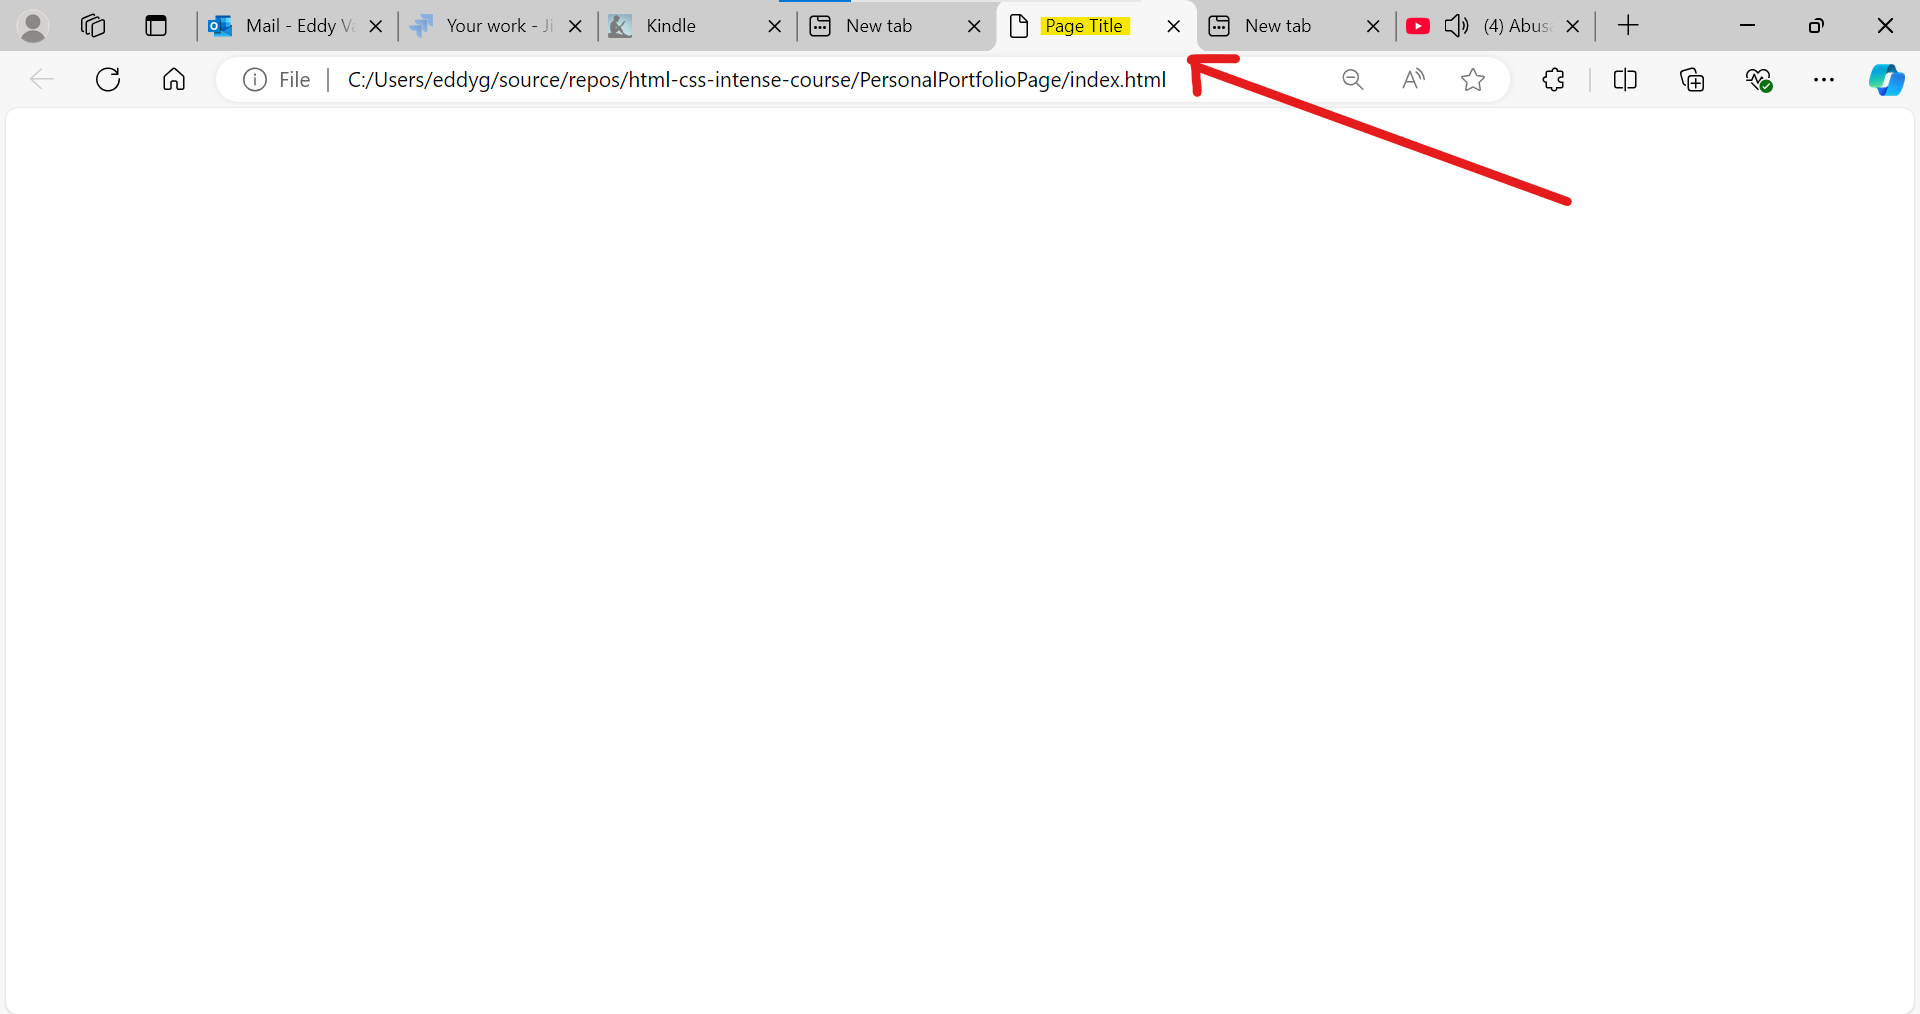 Mail - Eddy Va
Your work - Ji
Kindle
New tab
Page Title
New tab
(4) Abus
File
C:/Users/eddyg/source/repos/html-css-intense-course/PersonalPortfolioPage/index.html